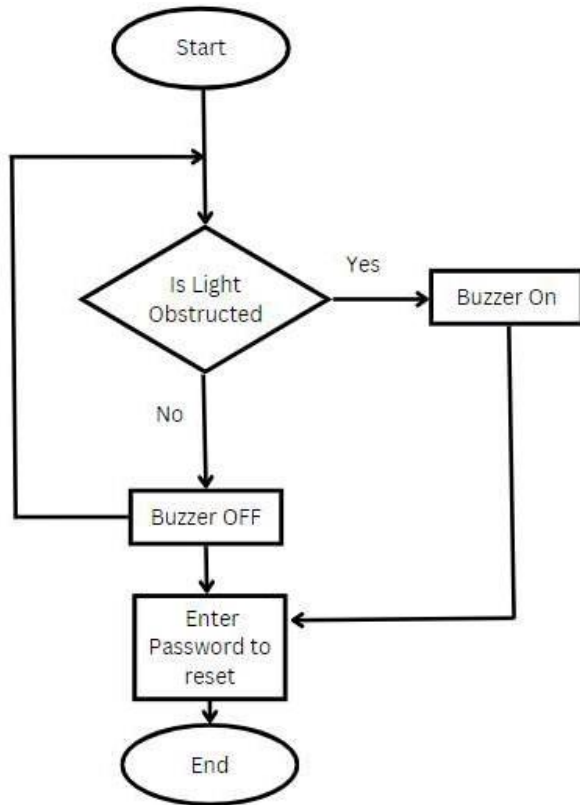 Start
Is Light
Obstructed
Yes
Buzzer On
No
Buzzer OFF
Enter
Password to
reset
End